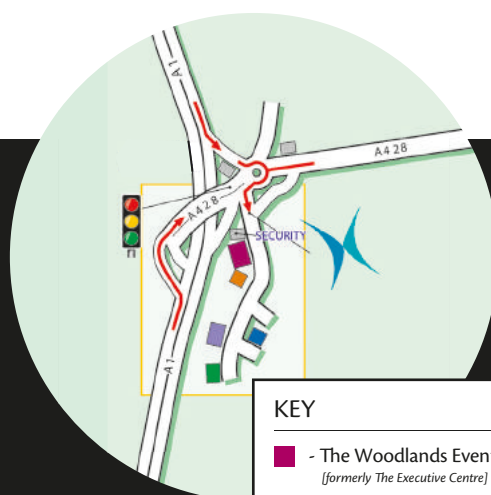 A1
A428
A428
SECURITY
A1
KEY
- The Woodlands Even
[formerly The Executive Centre]